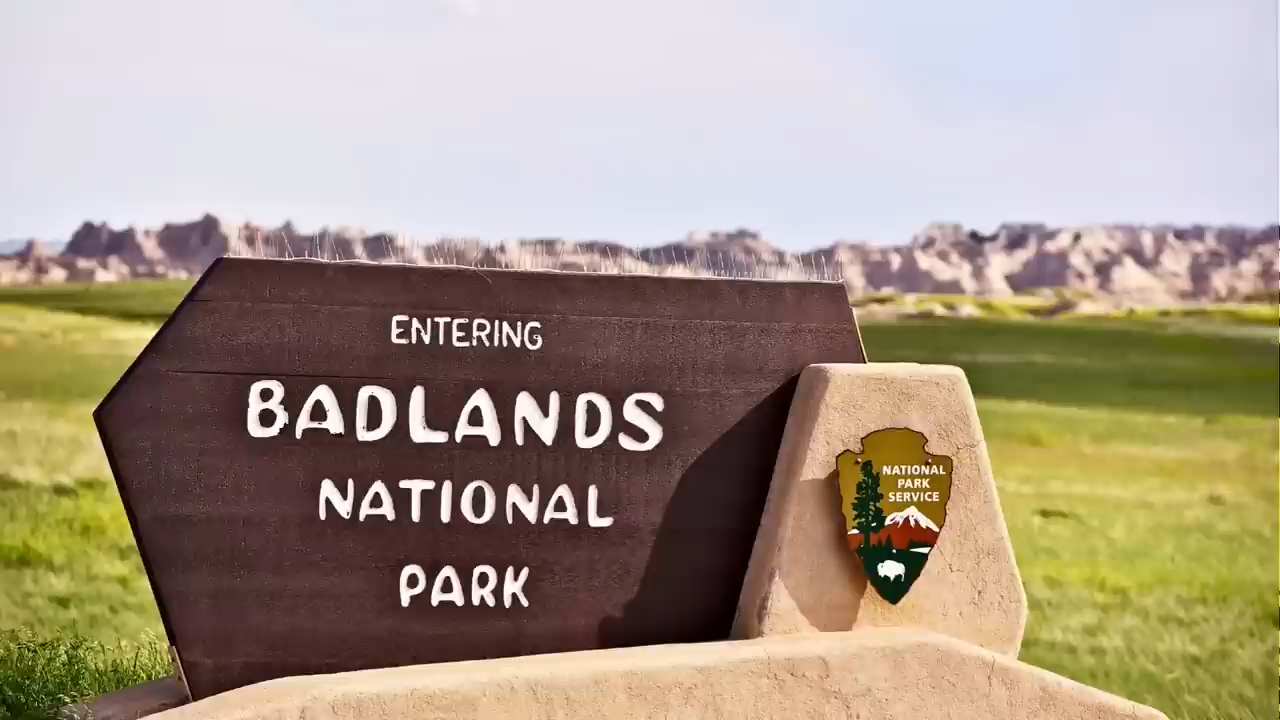 ENTERING
BADLANDS
NATIONAL
PARK
NATIONAL
PARK
SERVICE